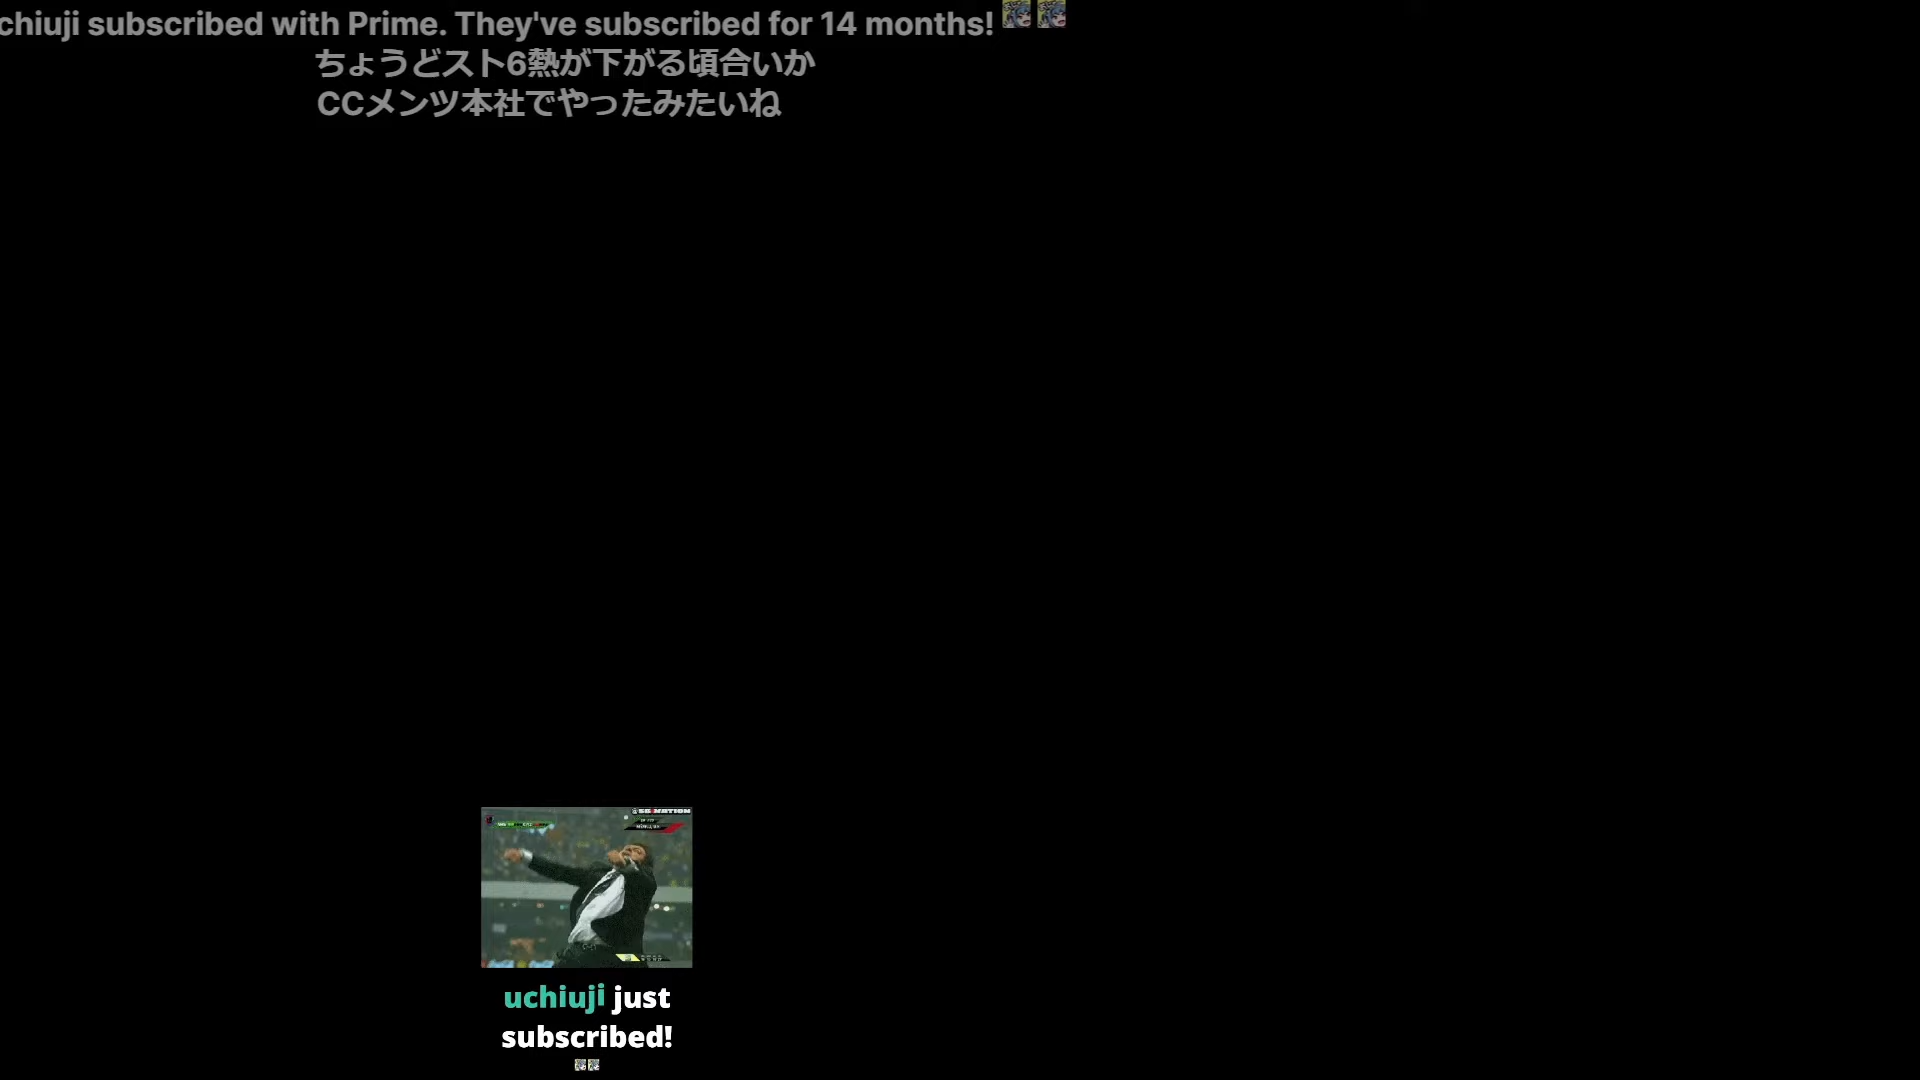 chiuji subscribed with Prime. They've subscribed for 14 months!
ちょうどスト6熱が下がる頃合いか
CCメンツ本社でやったみたいね
SB NATION
uchiuji just
subscribed!